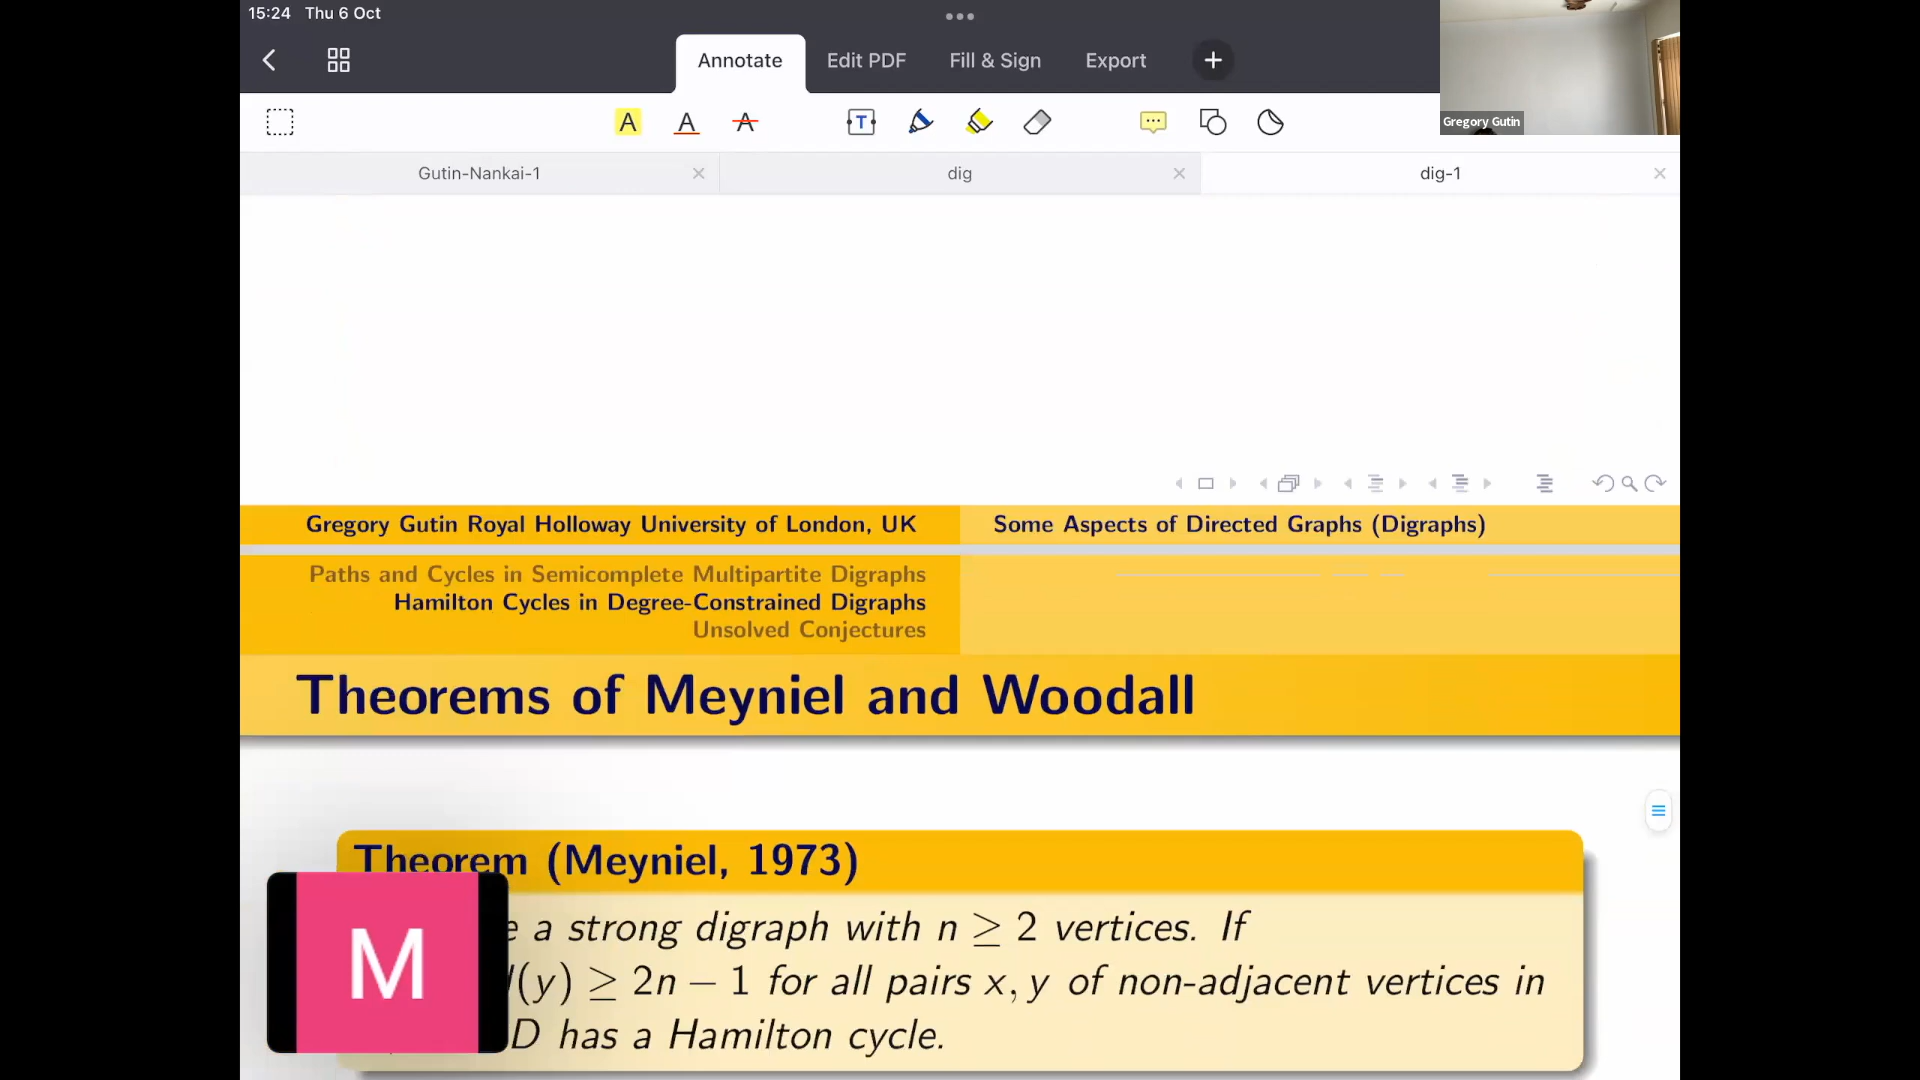 15:24 Thu 6 Oct
Annotate Edit PDF Fill & Sign Export
A A A T
Gregory Gutin
Gutin-Nankai-1 dig dig-1
Gregory Gutin Royal Holloway University of London, UK Some Aspects of Directed Graphs (Digraphs)
Paths and Cycles in Semicomplete Multipartite Digraphs
Hamilton Cycles in Degree-Constrained Digraphs
Unsolved Conjectures
Theorems of Meyniel and Woodall
Theorem (Meyniel, 1973)
a strong digraph with n ≥ 2 vertices. If
(y) ≥ 2n − 1 for all pairs x, y of non-adjacent vertices in
D has a Hamilton cycle.
M